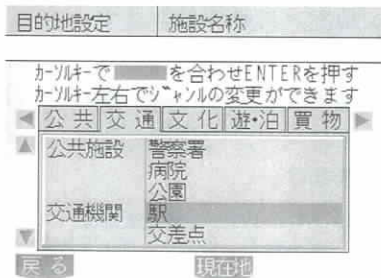 目的地設定 施設名称
カーソルキーで を合わせENTERを押す
カーソルキー左右でジャンルの変更ができます
公共 交通 文化 遊・泊 買物
公共施設 警察署
病院
公園
交通機関 駅
交差点
戻る 現在地